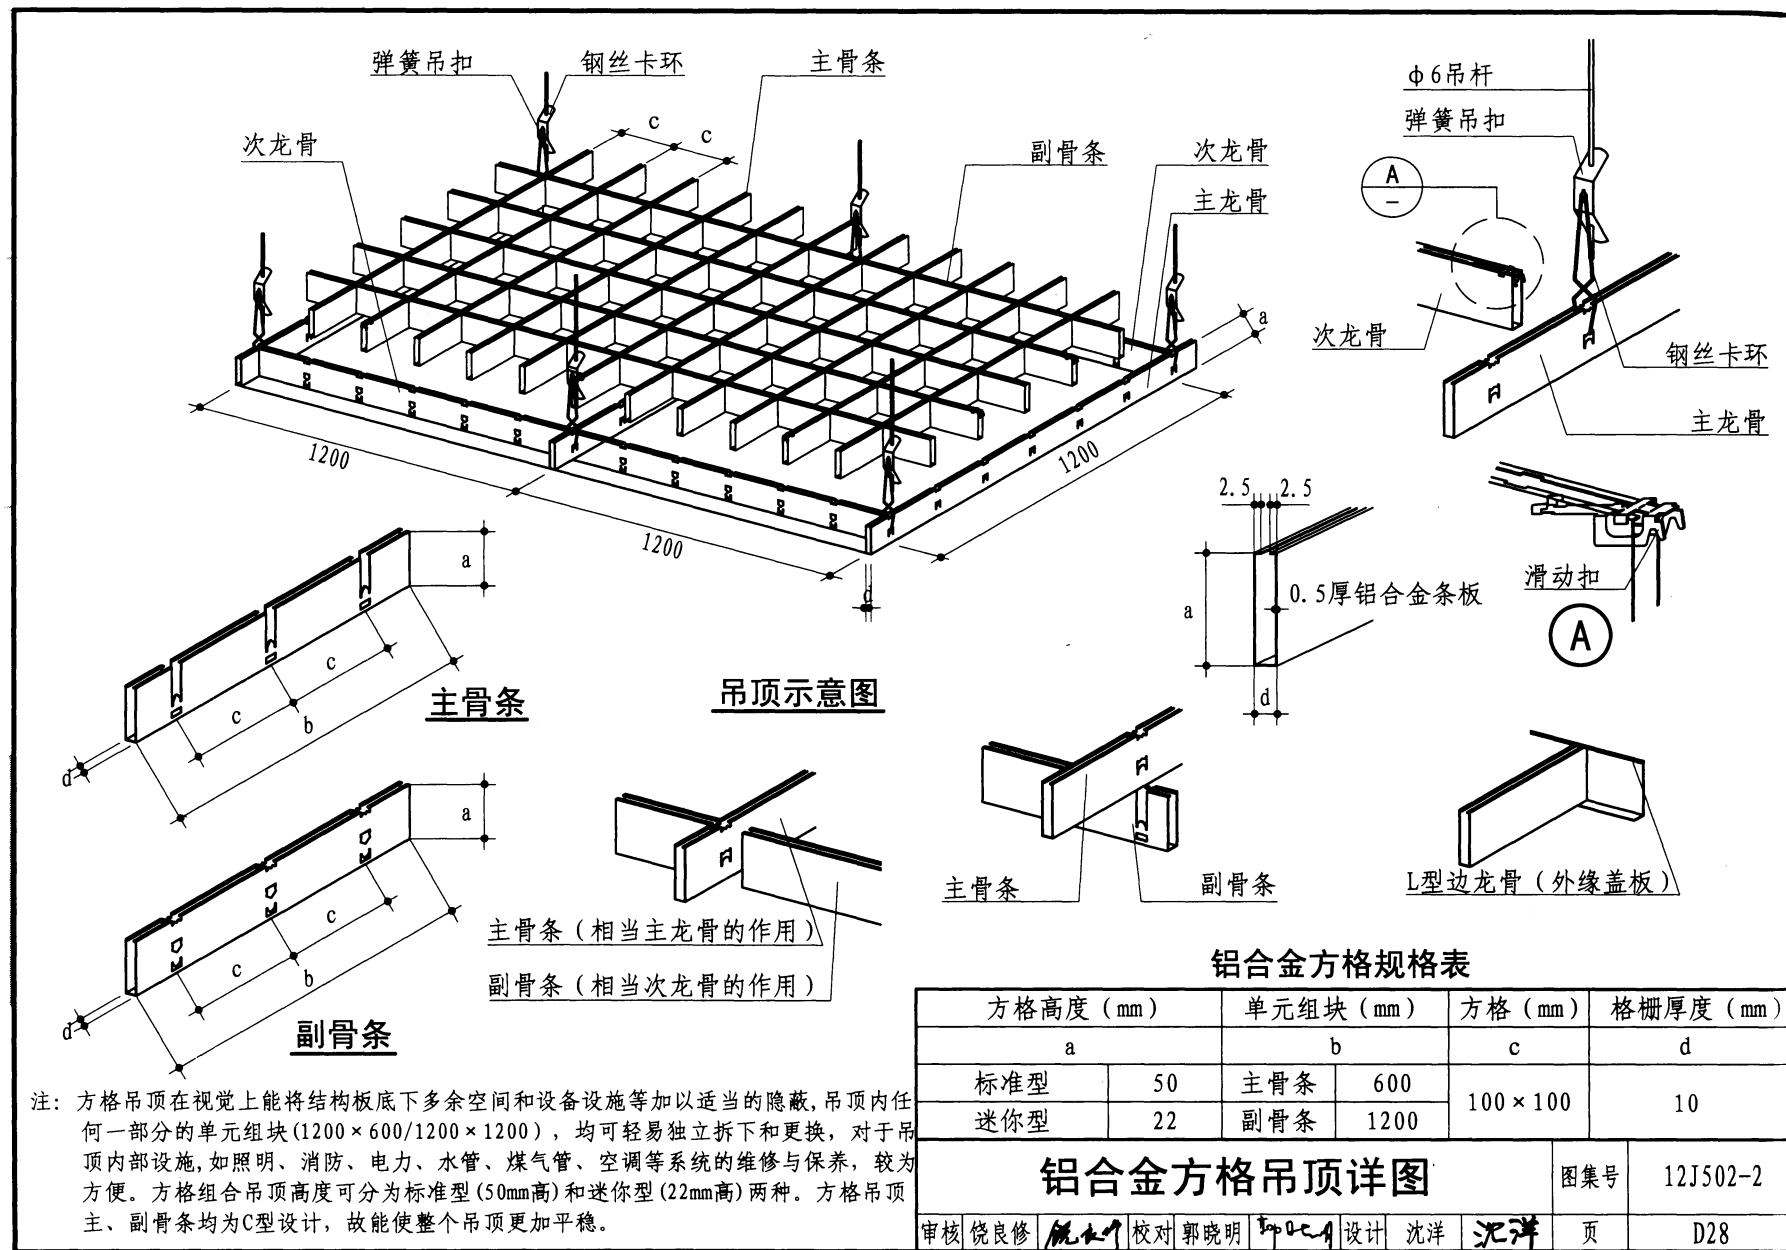 弹簧吊扣
钢丝卡环
主骨条
次龙骨
c
c
副骨条
次龙骨
主龙骨
a
1200
1200
1200
d
φ6吊杆
弹簧吊扣
A
次龙骨
钢丝卡环
主龙骨
2.5 2.5
a
0.5厚铝合金条板
d
滑动扣
A
a
c
c
b
d
主骨条
吊顶示意图
a
c
c
b
d
副骨条
主骨条（相当主龙骨的作用）
副骨条（相当次龙骨的作用）
主骨条
副骨条
L型边龙骨（外缘盖板）
铝合金方格规格表
方格高度（mm） 单元组块（mm） 方格（mm） 格栅厚度（mm）
a b c d
标准型 50 主骨条 600 100×100 10
迷你型 22 副骨条 1200
注：方格吊顶在视觉上能将结构板底下多余空间和设备设施等加以适当的隐蔽,吊顶内任
何一部分的单元组块(1200×600/1200×1200)，均可轻易独立拆下和更换，对于吊
顶内部设施,如照明、消防、电力、水管、煤气管、空调等系统的维修与保养，较为
方便。方格组合吊顶高度可分为标准型(50mm高)和迷你型(22mm高)两种。方格吊顶
主、副骨条均为C型设计，故能使整个吊顶更加平稳。
铝合金方格吊顶详图 图集号 12J502-2
审核 饶良修 校对 郭晓明 设计 沈洋 沈洋 页 D28